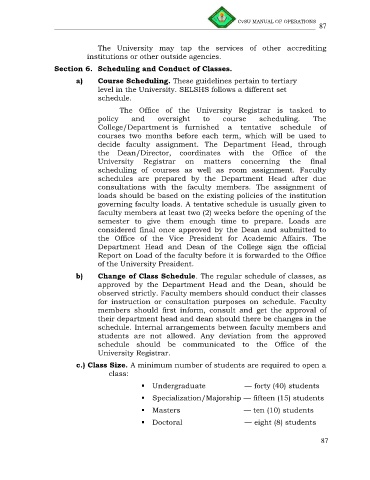 CvSU MANUAL OF OPERATIONS
87
The University may tap the services of other accrediting
institutions or other outside agencies.
Section 6. Scheduling and Conduct of Classes.
a) Course Scheduling. These guidelines pertain to tertiary
level in the University. SELSHS follows a different set
schedule.
The Office of the University Registrar is tasked to
policy and oversight to course scheduling. The
College/Department is furnished a tentative schedule of
courses two months before each term, which will be used to
decide faculty assignment. The Department Head, through
the Dean/Director, coordinates with the Office of the
University Registrar on matters concerning the final
scheduling of courses as well as room assignment. Faculty
schedules are prepared by the Department Head after due
consultations with the faculty members. The assignment of
loads should be based on the existing policies of the institution
governing faculty loads. A tentative schedule is usually given to
faculty members at least two (2) weeks before the opening of the
semester to give them enough time to prepare. Loads are
considered final once approved by the Dean and submitted to
the Office of the Vice President for Academic Affairs. The
Department Head and Dean of the College sign the official
Report on Load of the faculty before it is forwarded to the Office
of the University President.
b) Change of Class Schedule. The regular schedule of classes, as
approved by the Department Head and the Dean, should be
observed strictly. Faculty members should conduct their classes
for instruction or consultation purposes on schedule. Faculty
members should first inform, consult and get the approval of
their department head and dean should there be changes in the
schedule. Internal arrangements between faculty members and
students are not allowed. Any deviation from the approved
schedule should be communicated to the Office of the
University Registrar.
c.) Class Size. A minimum number of students are required to open a
class:
▪ Undergraduate — forty (40) students
▪ Specialization/Majorship — fifteen (15) students
▪ Masters — ten (10) students
▪ Doctoral — eight (8) students
87